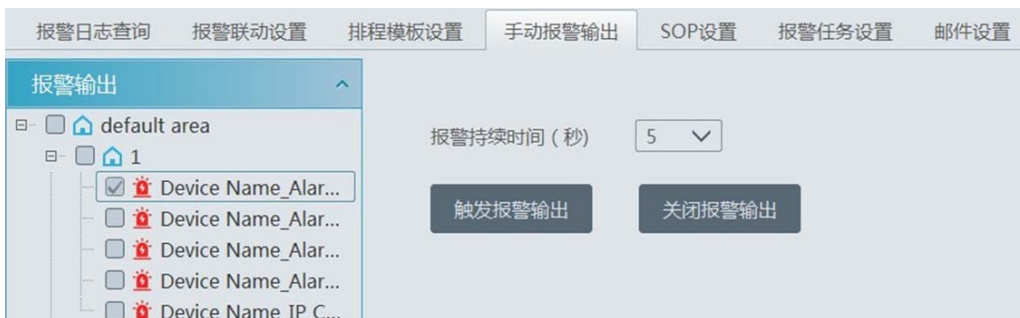 报警日志查询 报警联动设置 排程模板设置 手动报警输出 SOP设置 报警任务设置 邮件设置
报警输出
default area
1
Device Name_Alar...
Device Name_Alar...
Device Name_Alar...
Device Name_Alar...
Device Name_IP C...
报警持续时间（秒） 5
触发报警输出 关闭报警输出